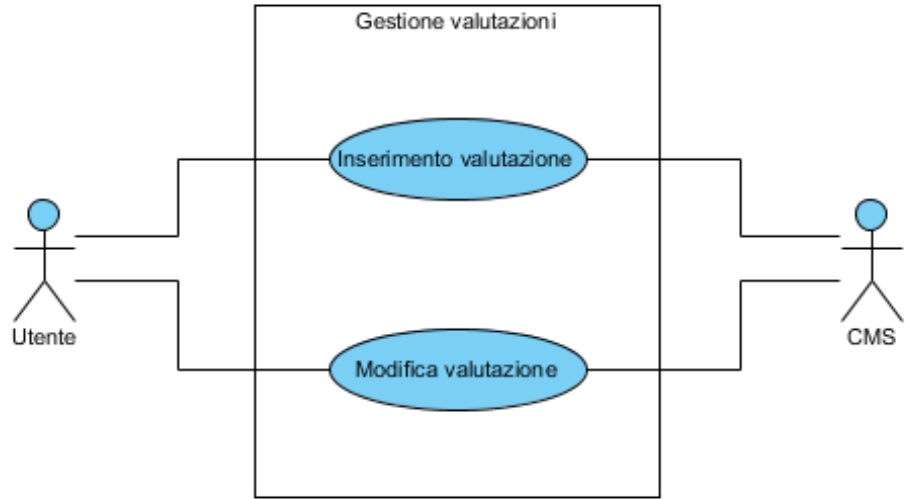 Gestione valutazioni
Inserimento valutazione
Utente
CMS
Modifica valutazione